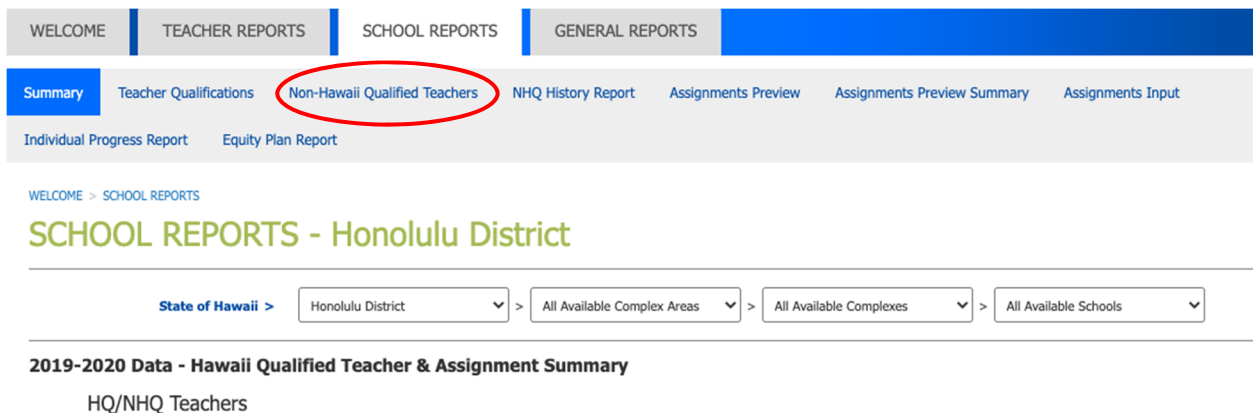 WELCOME TEACHER REPORTS SCHOOL REPORTS GENERAL REPORTS
Summary Teacher Qualifications Non-Hawaii Qualified Teachers NHQ History Report Assignments Preview Assignments Preview Summary Assignments Input
Individual Progress Report Equity Plan Report
WELCOME > SCHOOL REPORTS
SCHOOL REPORTS - Honolulu District
State of Hawaii > Honolulu District > All Available Complex Areas > All Available Complexes > All Available Schools
2019-2020 Data - Hawaii Qualified Teacher & Assignment Summary
HQ/NHQ Teachers